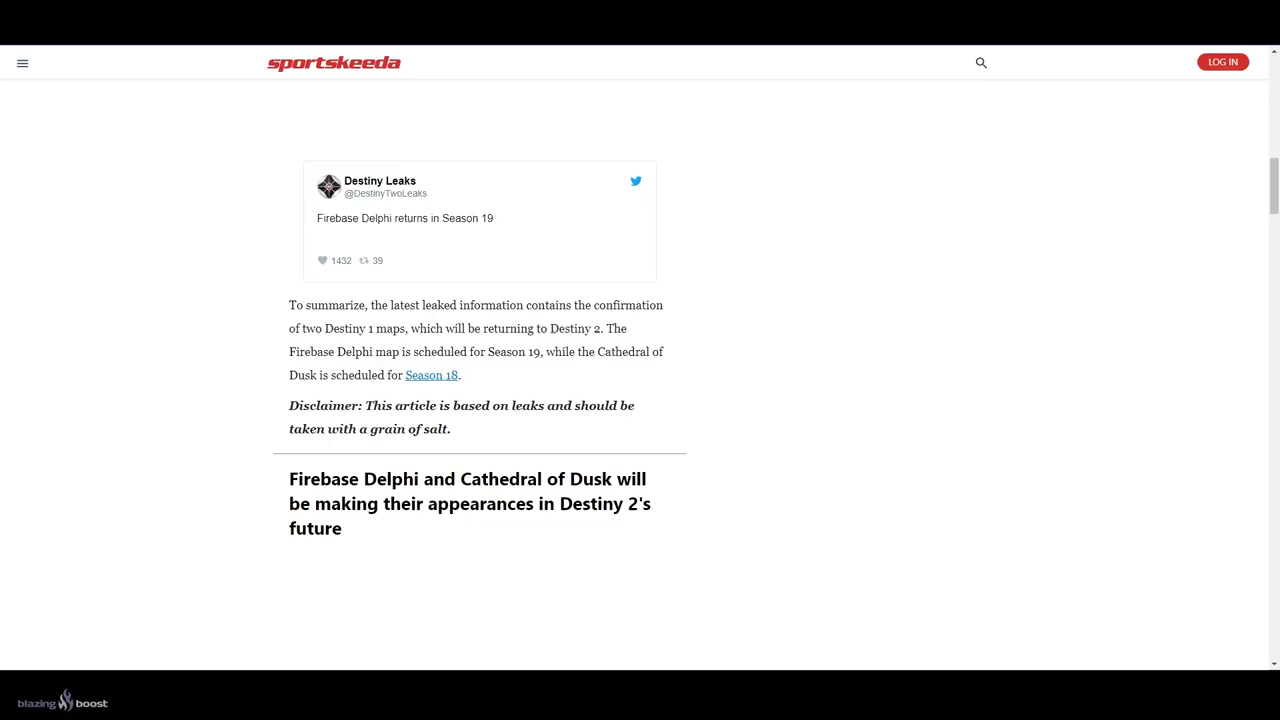 sportskeeda
LOG IN
Destiny Leaks
@DestinyTwoLeaks
Firebase Delphi returns in Season 19
1432 39
To summarize, the latest leaked information contains the confirmation
of two Destiny 1 maps, which will be returning to Destiny 2. The
Firebase Delphi map is scheduled for Season 19, while the Cathedral of
Dusk is scheduled for Season 18.
Disclaimer: This article is based on leaks and should be
taken with a grain of salt.
Firebase Delphi and Cathedral of Dusk will
be making their appearances in Destiny 2's
future
blazing boost